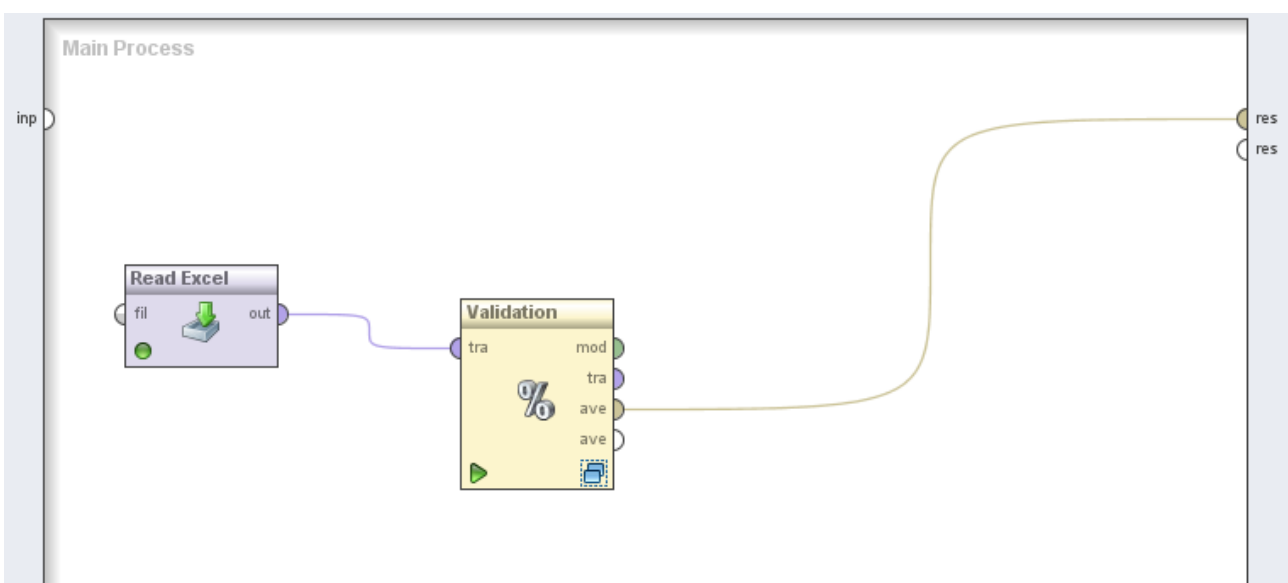 Main Process
inp
res
res
Read Excel
fil
out
Validation
tra
mod
tra
%
ave
ave